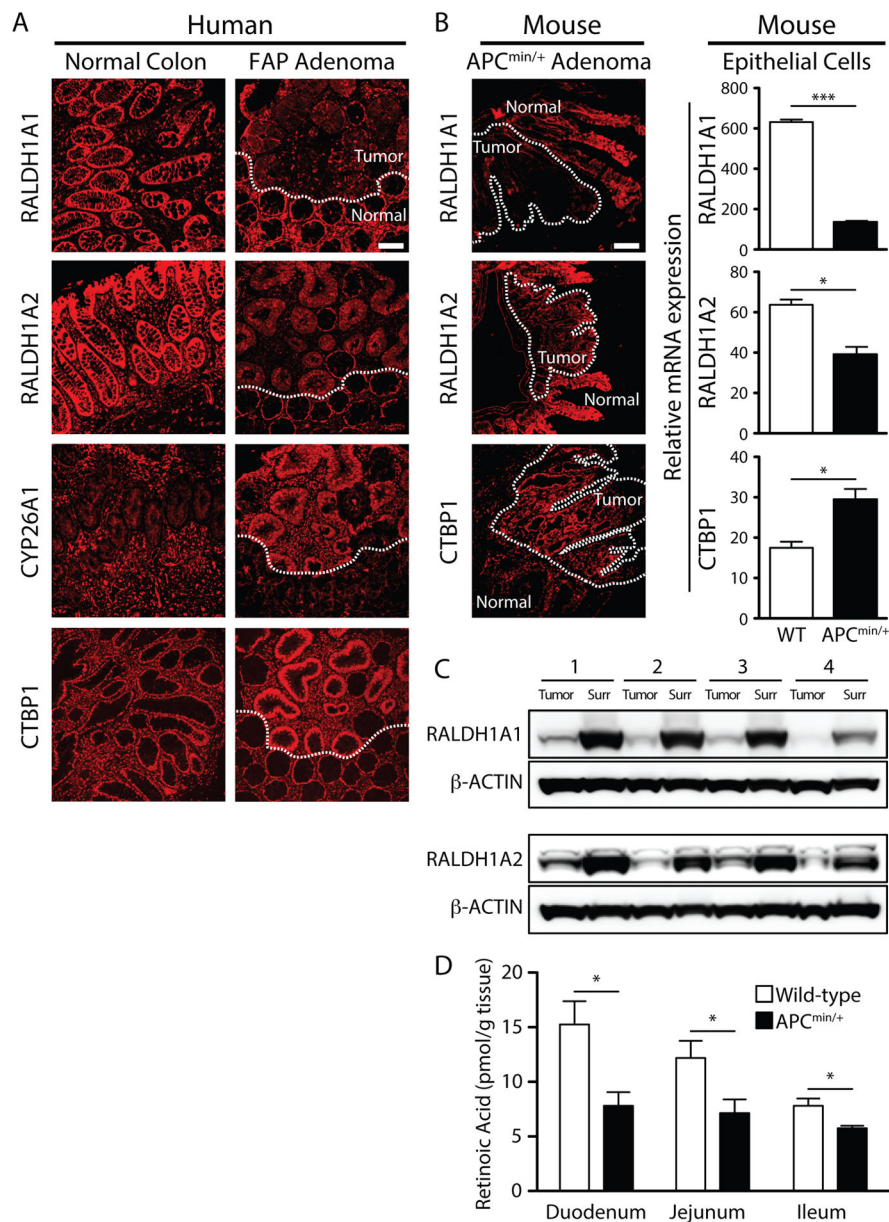 A
Human
Normal Colon FAP Adenoma
RALDH1A1
Tumor
Normal
RALDH1A2
CYP26A1
CTBP1
B
Mouse
APCmin/+ Adenoma
RALDH1A1
Normal
Tumor
RALDH1A2
Tumor
Normal
CTBP1
Tumor
Normal
Mouse
Epithelial Cells
Relative mRNA expression
RALDH1A1
800
600
400
200
0
***
RALDH1A2
80
60
40
20
0
*
CTBP1
40
30
20
10
0
*
WT APCmin/+
C
1 2 3 4
Tumor Surr Tumor Surr Tumor Surr Tumor Surr
RALDH1A1
β-ACTIN
RALDH1A2
β-ACTIN
D
Retinoic Acid (pmol/g tissue)
20
15
10
5
0
* * *
Wild-type
APCmin/+
Duodenum Jejunum Ileum